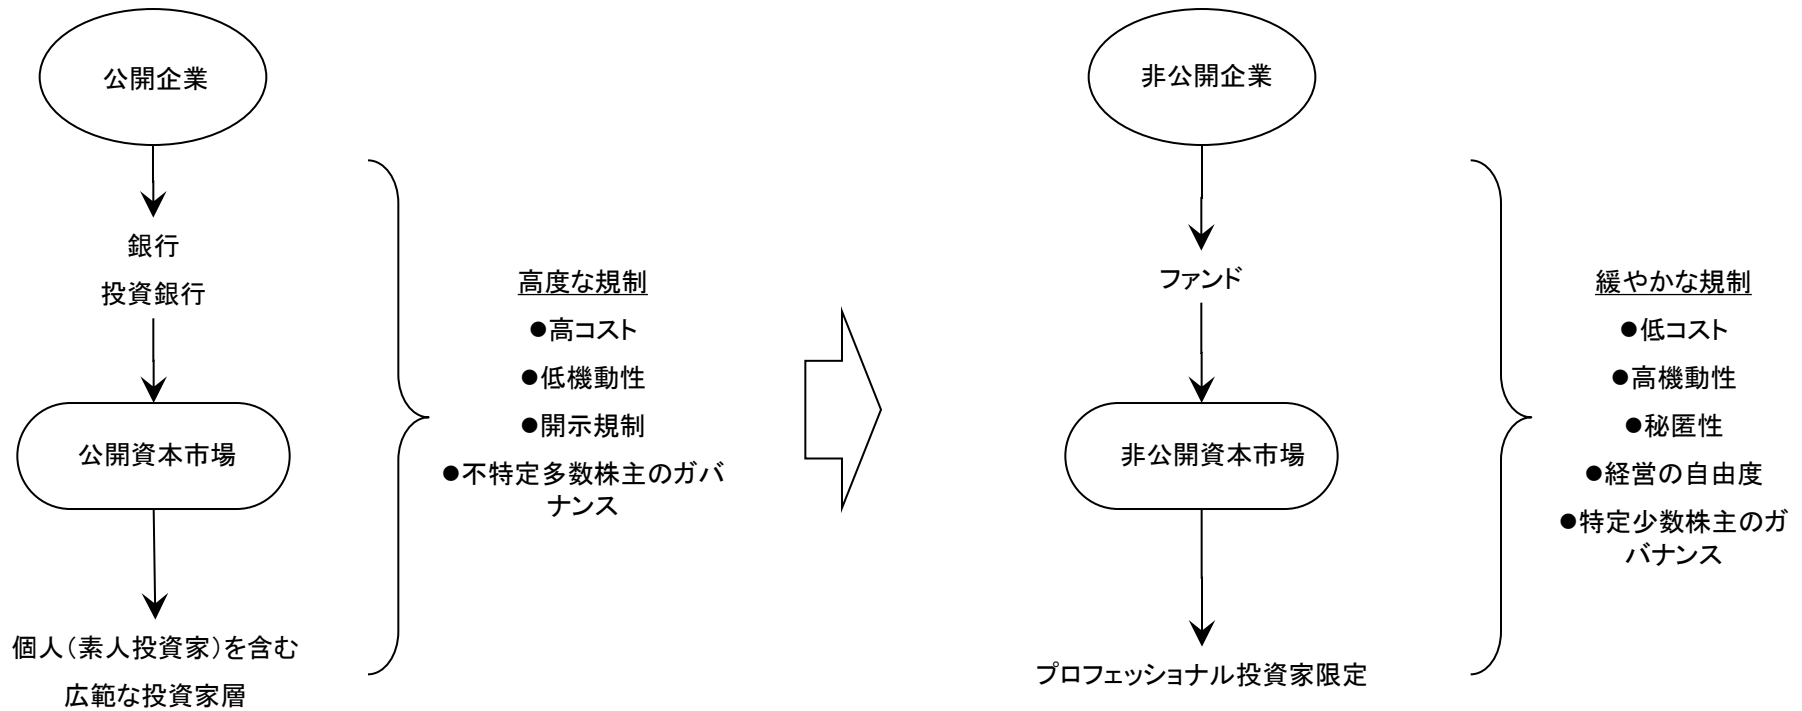 公開企業
銀行
投資銀行
公開資本市場
個人（素人投資家）を含む
広範な投資家層
高度な規制
●高コスト
●低機動性
●開示規制
●不特定多数株主のガバ
ナンス
非公開企業
ファンド
非公開資本市場
プロフェッショナル投資家限定
緩やかな規制
●低コスト
●高機動性
●秘匿性
●経営の自由度
●特定少数株主のガ
バナンス